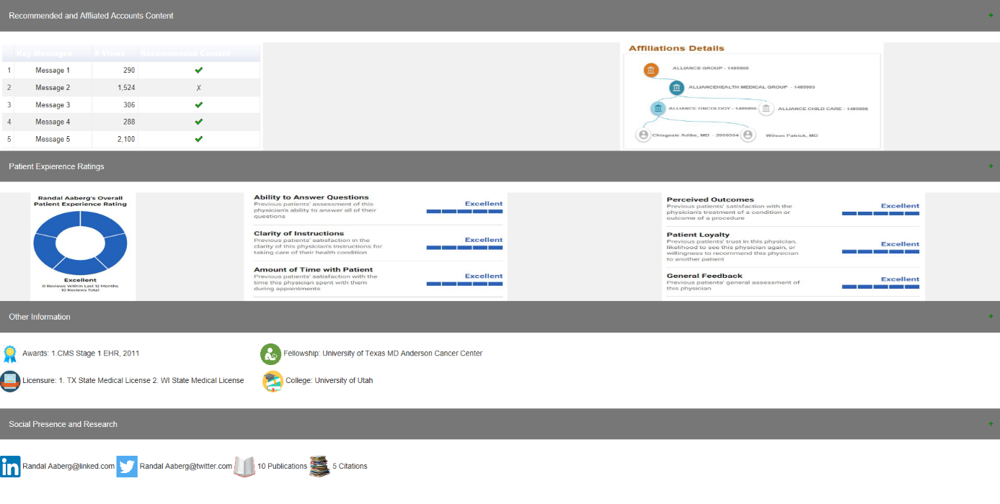 Recommended and Affliated Accounts Content
+
Key Messages # Views Recommended Content
1 Message 1 290 ✔
2 Message 2 1,524 ✗
3 Message 3 306 ✔
4 Message 4 288 ✔
5 Message 5 2,100 ✔
Affiliations Details
ALLIANCE GROUP - 1485000
ALLIANCEHEALTH MEDICAL GROUP - 1485093
ALLIANCE ONCOLOGY - 1485095
ALLIANCE CHILD CARE - 1485098
Chiagozie Adibe, MD - 2000304
Wilson Patrick, MD
Patient Expierence Ratings
+
Randal Aaberg's Overall
Patient Experience Rating
Excellent
0 Reviews Within Last 12 Months
10 Reviews Total
Ability to Answer Questions
Previous patients' assessment of this
physician's ability to answer all of their
questions
Excellent
Clarity of Instructions
Previous patients' satisfaction in the
clarity of this physician's instructions for
taking care of their health condition
Excellent
Amount of Time with Patient
Previous patients' satisfaction with the
time this physician spent with them
during appointments
Excellent
Perceived Outcomes
Previous patients' satisfaction with the
physician's treatment of a condition or
outcome of a procedure
Excellent
Patient Loyalty
Previous patients' trust in this physician,
likelihood to see this physician again, or
willingness to recommend this physician
to another patient
Excellent
General Feedback
Previous patients' general assessment of
this physician
Excellent
Other Information
+
Awards: 1.CMS Stage 1 EHR, 2011
Fellowship: University of Texas MD Anderson Cancer Center
Licensure: 1. TX State Medical License 2. WI State Medical License
College: University of Utah
Social Presence and Research
+
in
Randal Aaberg@linked.com
Randal Aaberg@twitter.com
10 Publications
5 Citations